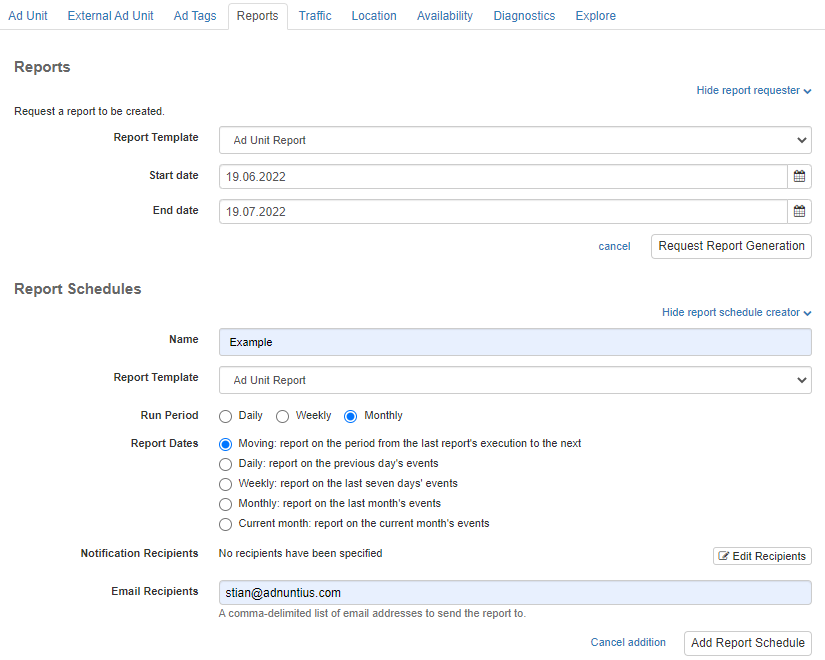 Ad Unit External Ad Unit Ad Tags Reports Traffic Location Availability Diagnostics Explore
Reports
Hide report requester
Request a report to be created.
Report Template Ad Unit Report
Start date 19.06.2022
End date 19.07.2022
cancel Request Report Generation
Report Schedules
Hide report schedule creator
Name Example
Report Template Ad Unit Report
Run Period Daily Weekly Monthly
Report Dates Moving: report on the period from the last report's execution to the next
Daily: report on the previous day's events
Weekly: report on the last seven days' events
Monthly: report on the last month's events
Current month: report on the current month's events
Notification Recipients No recipients have been specified Edit Recipients
Email Recipients stian@adnuntius.com
A comma-delimited list of email addresses to send the report to.
Cancel addition Add Report Schedule